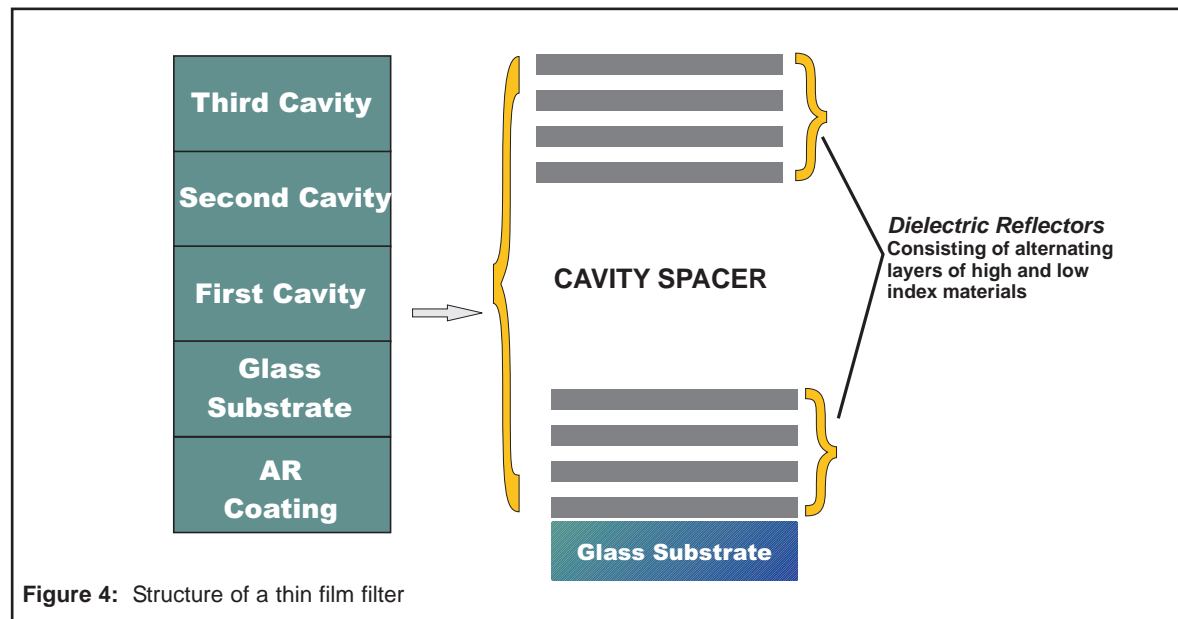 Third Cavity
Second Cavity
First Cavity
Glass
Substrate
AR
Coating
CAVITY SPACER
Dielectric Reflectors
Consisting of alternating
layers of high and low
index materials
Glass Substrate
Figure 4: Structure of a thin film filter